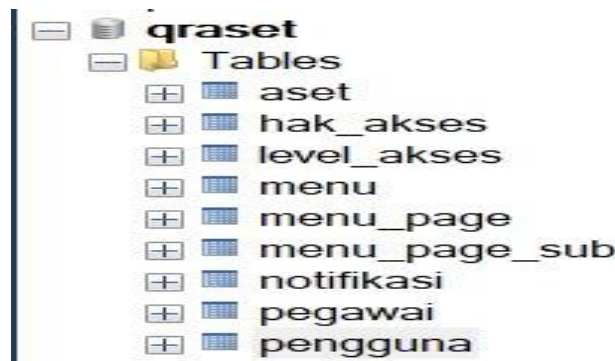 qraset
Tables
aset
hak_akses
level_akses
menu
menu_page
menu_page_sub
notifikasi
pegawai
pengguna